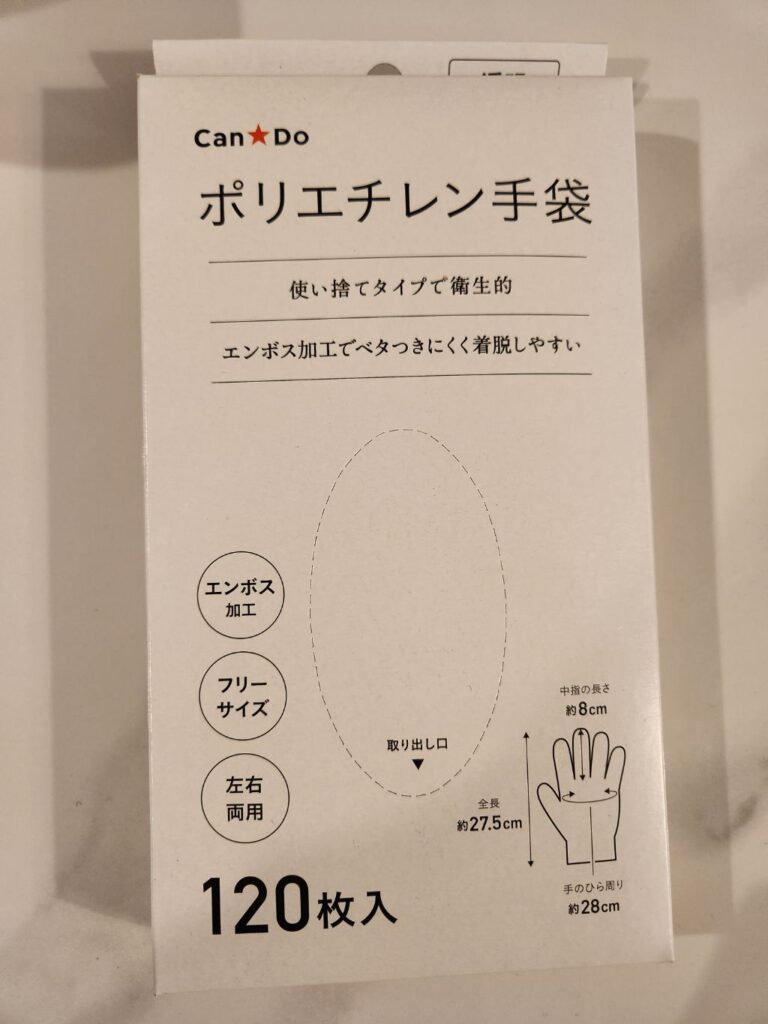 Can★Do
ポリエチレン手袋
使い捨てタイプで衛生的
エンボス加工でベタつきにくく着脱しやすい
エンボス
加工
フリー
サイズ
左右
両用
取り出し口
▼
中指の長さ
約8cm
全長
約27.5cm
手のひら周り
約28cm
120枚入